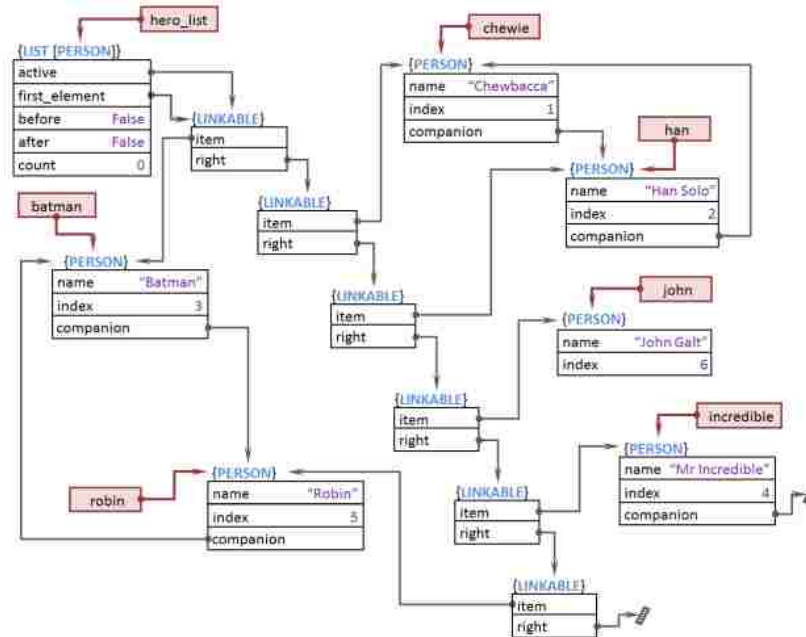 hero_list
{LIST [PERSON]}
active
first_element
before False
after False
count 0
{LINKABLE}
item
right
chewie
{PERSON}
name "Chewbacca"
index 1
companion
han
{PERSON}
name "Han Solo"
index 2
companion
{LINKABLE}
item
right
batman
{PERSON}
name "Batman"
index 3
companion
{LINKABLE}
item
right
john
{PERSON}
name "John Galt"
index 6
{LINKABLE}
item
right
incredible
{PERSON}
name "Mr Incredible"
index 4
companion
robin
{PERSON}
name "Robin"
index 5
companion
{LINKABLE}
item
right
{LINKABLE}
item
right